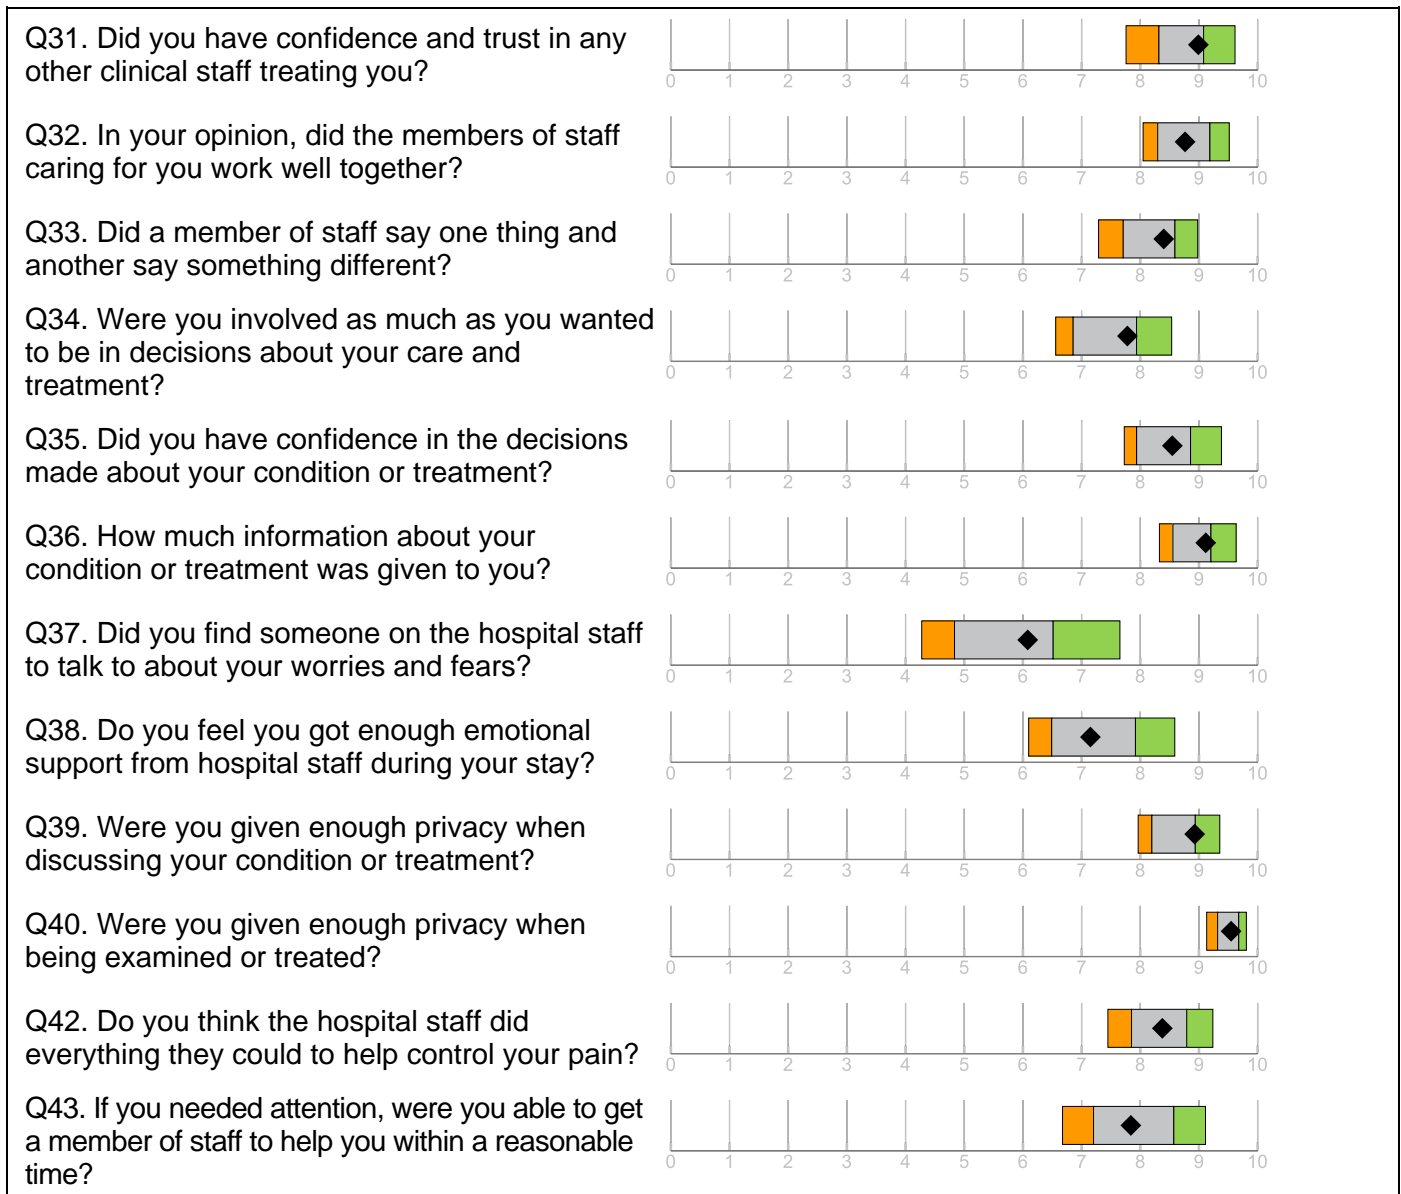 Q31. Did you have confidence and trust in any
other clinical staff treating you?
0 1 2 3 4 5 6 7 8 9 10
Q32. In your opinion, did the members of staff
caring for you work well together?
0 1 2 3 4 5 6 7 8 9 10
Q33. Did a member of staff say one thing and
another say something different?
0 1 2 3 4 5 6 7 8 9 10
Q34. Were you involved as much as you wanted
to be in decisions about your care and
treatment?
0 1 2 3 4 5 6 7 8 9 10
Q35. Did you have confidence in the decisions
made about your condition or treatment?
0 1 2 3 4 5 6 7 8 9 10
Q36. How much information about your
condition or treatment was given to you?
0 1 2 3 4 5 6 7 8 9 10
Q37. Did you find someone on the hospital staff
to talk to about your worries and fears?
0 1 2 3 4 5 6 7 8 9 10
Q38. Do you feel you got enough emotional
support from hospital staff during your stay?
0 1 2 3 4 5 6 7 8 9 10
Q39. Were you given enough privacy when
discussing your condition or treatment?
0 1 2 3 4 5 6 7 8 9 10
Q40. Were you given enough privacy when
being examined or treated?
0 1 2 3 4 5 6 7 8 9 10
Q42. Do you think the hospital staff did
everything they could to help control your pain?
0 1 2 3 4 5 6 7 8 9 10
Q43. If you needed attention, were you able to get
a member of staff to help you within a reasonable
time?
0 1 2 3 4 5 6 7 8 9 10